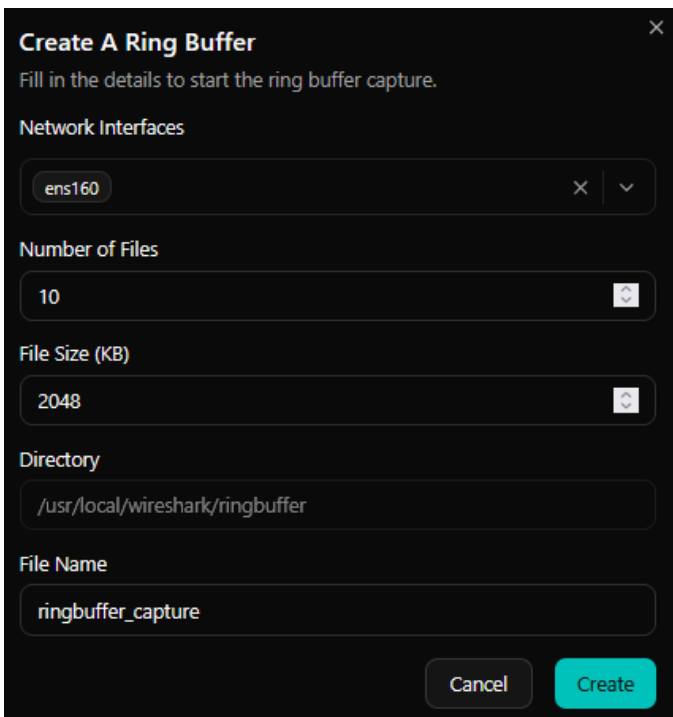 Create A Ring Buffer
Fill in the details to start the ring buffer capture.
Network Interfaces
ens160
Number of Files
10
File Size (KB)
2048
Directory
/usr/local/wireshark/ringbuffer
File Name
ringbuffer_capture
Cancel Create